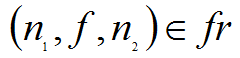 (n₁, f, n₂) ∈ fr